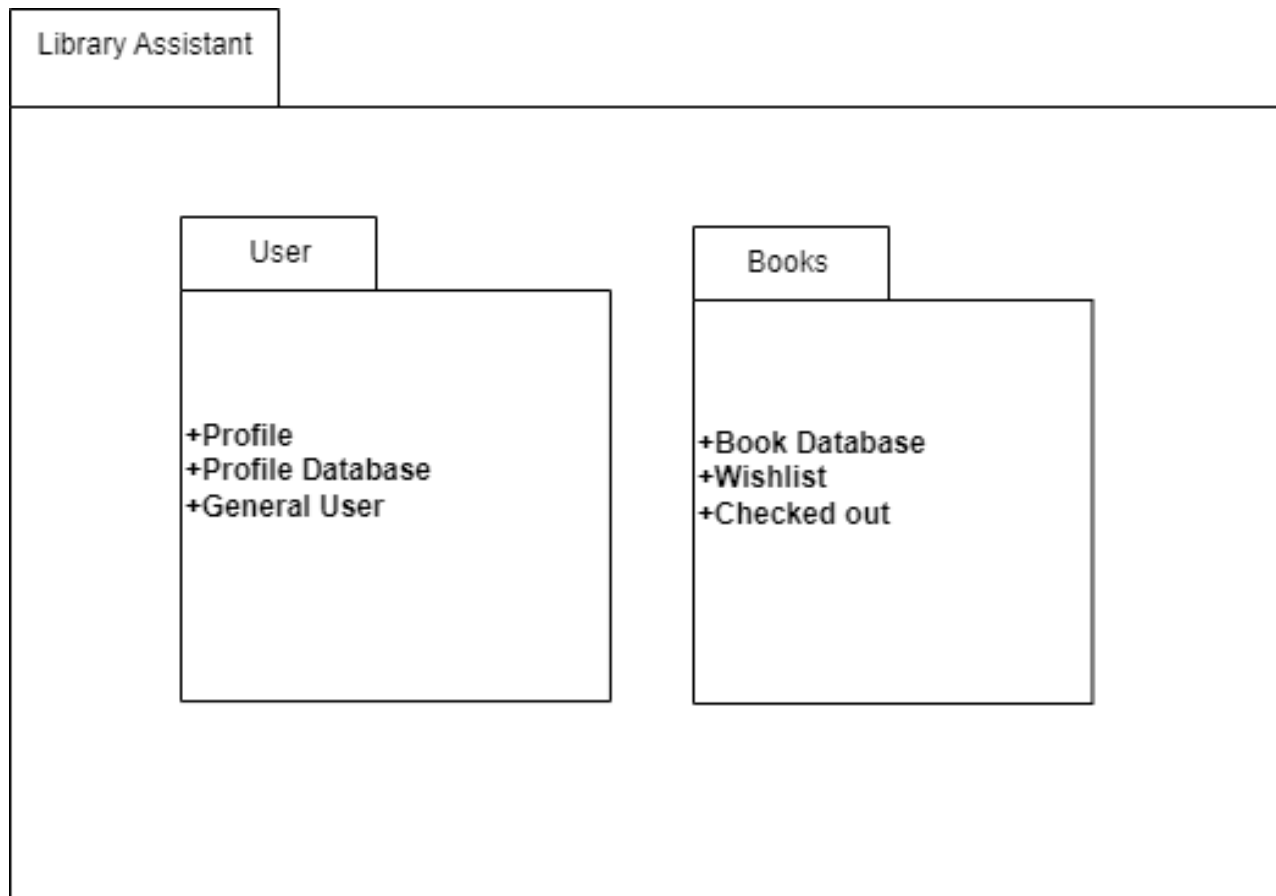 Library Assistant
User
+Profile
+Profile Database
+General User
Books
+Book Database
+Wishlist
+Checked out